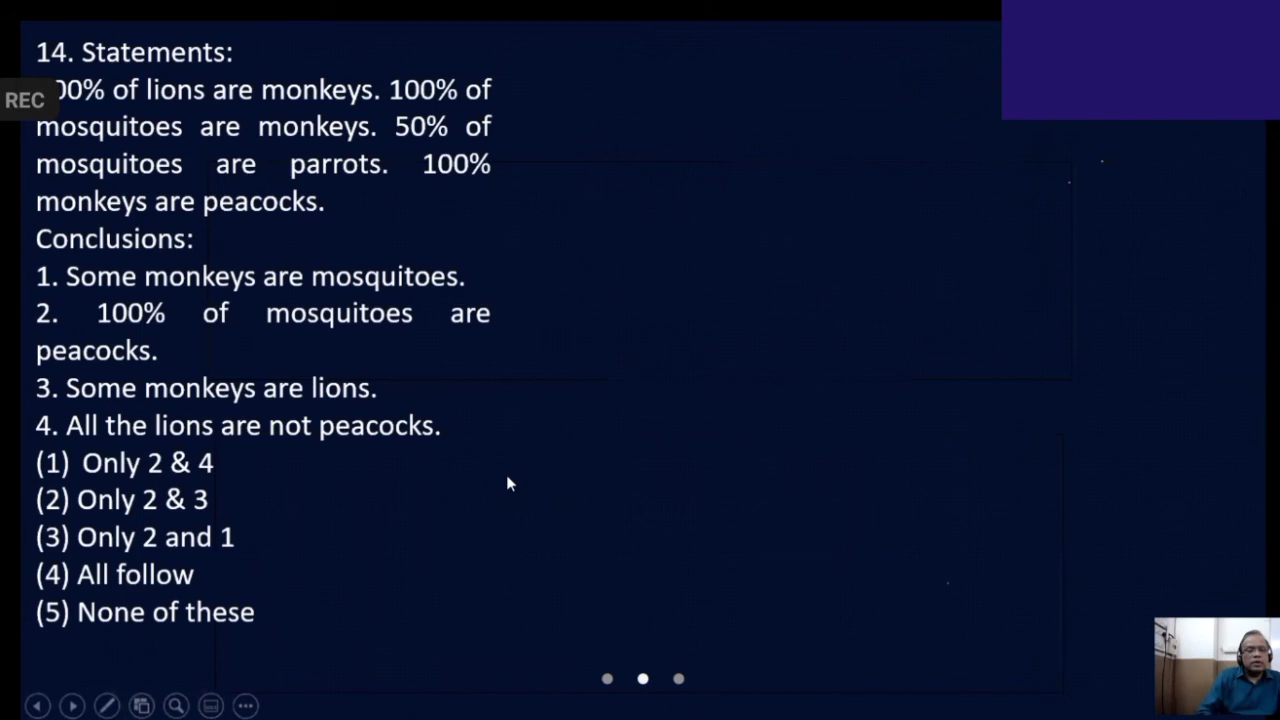 14. Statements:
00% of lions are monkeys. 100% of
REC
mosquitoes are monkeys. 50% of
mosquitoes are parrots. 100%
monkeys are peacocks.
Conclusions:
1. Some monkeys are mosquitoes.
2. 100% of mosquitoes are
peacocks.
3. Some monkeys are lions.
4. All the lions are not peacocks.
(1) Only 2 & 4
(2) Only 2 & 3
(3) Only 2 and 1
(4) All follow
(5) None of these